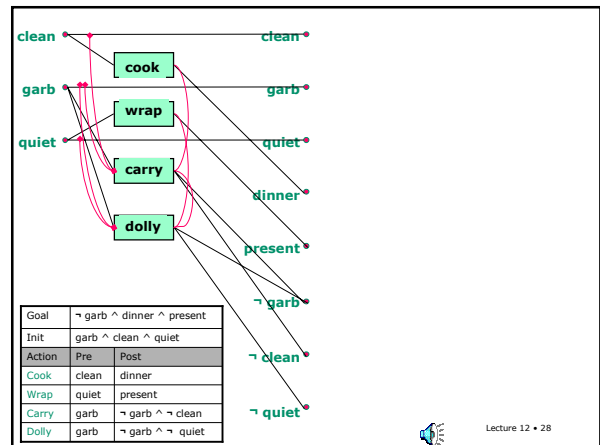 clean clean
cook
garb garb
wrap
quiet quiet
carry
dinner
dolly
present
¬ garb
¬ clean
¬ quiet
Goal ¬ garb ^ dinner ^ present
Init garb ^ clean ^ quiet
Action Pre Post
Cook clean dinner
Wrap quiet present
Carry garb ¬ garb ^ ¬ clean
Dolly garb ¬ garb ^ ¬ quiet
Lecture 12 • 28